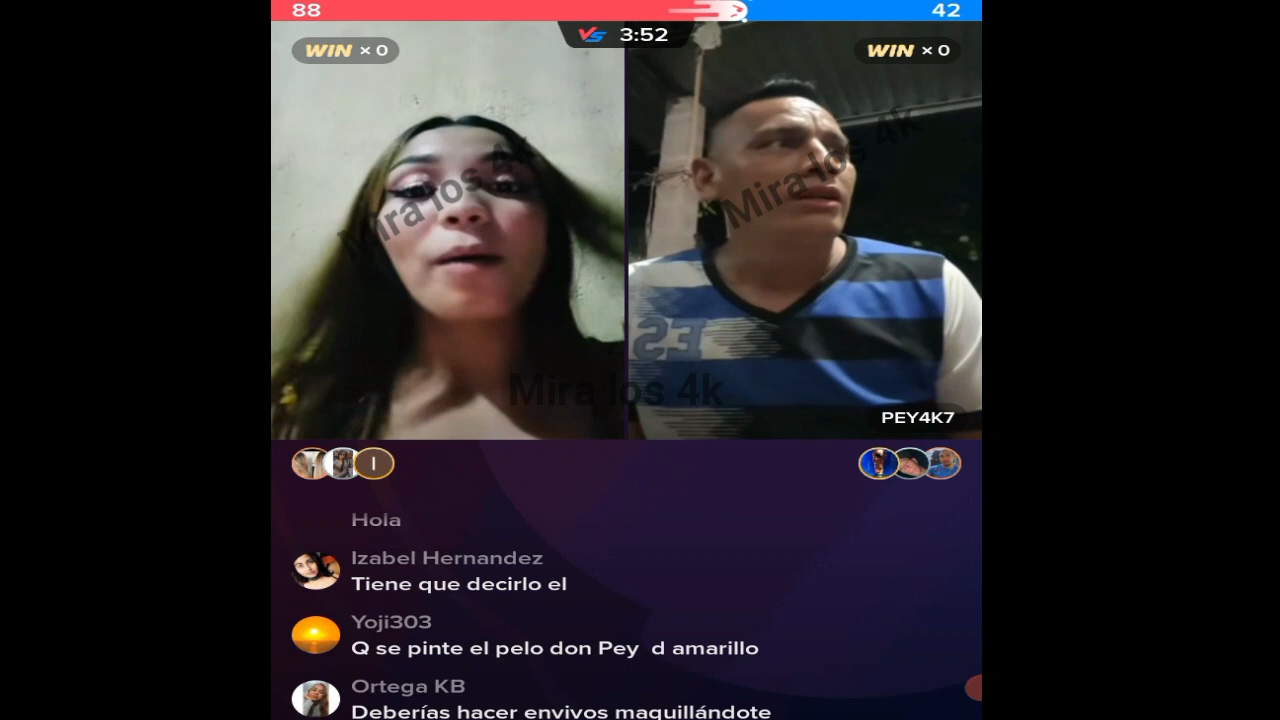 88
42
VS 3:52
WIN × 0
WIN × 0
Mira los 4k
Mira los 4k
Mira los 4k
PEY4K7
Hola
Izabel Hernandez
Tiene que decirlo el
Yoji303
Q se pinte el pelo don Pey d amarillo
Ortega KB
Deberías hacer envivos maquillándote